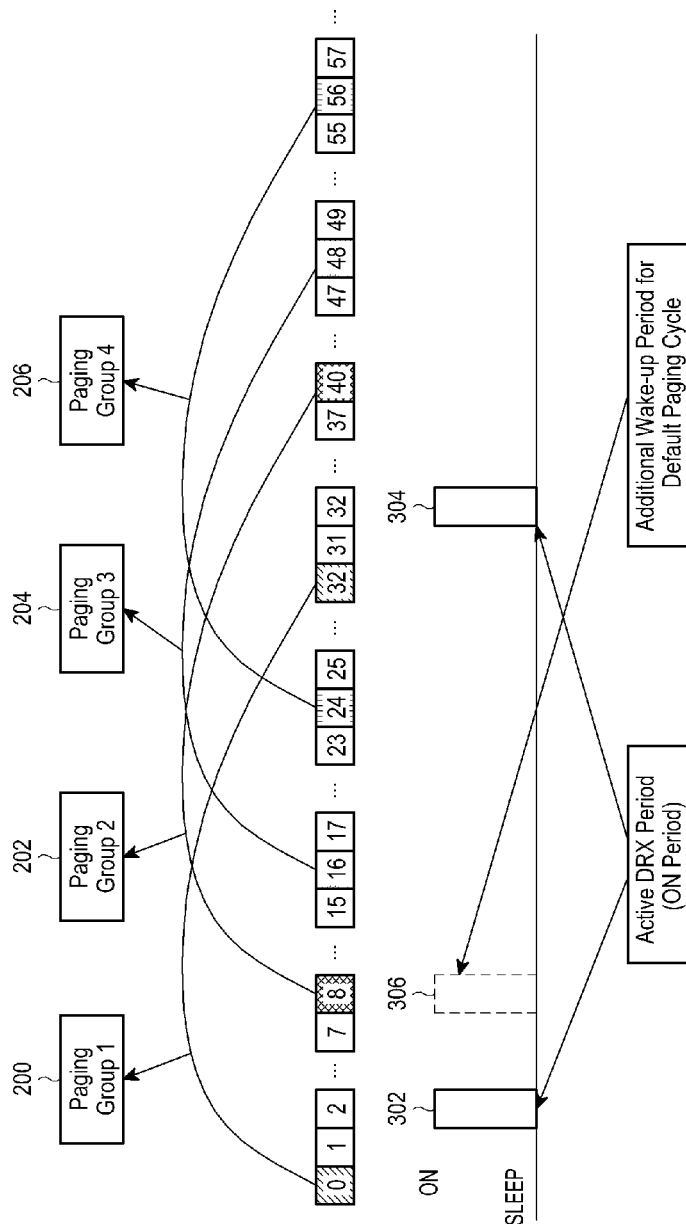 200
202
204
206
Paging
Group 1
Paging
Group 2
Paging
Group 3
Paging
Group 4
0 1 2 ... 7 8 ... 15 16 17 ... 23 24 25 ... 32 31 32 ... 37 40 ... 47 48 49 ... 55 56 57 ...
302
306
304
ON
SLEEP
Active DRX Period
(ON Period)
Additional Wake-up Period for
Default Paging Cycle